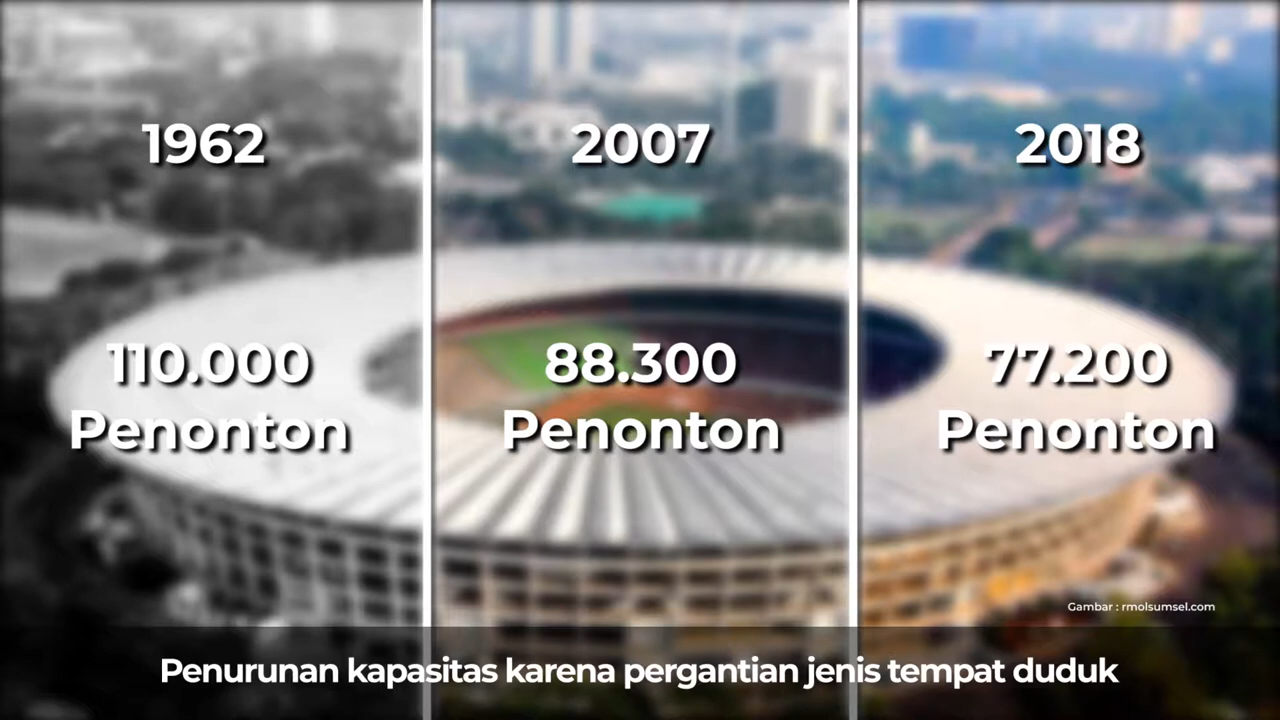 1962
110.000
Penonton
2007
88.300
Penonton
2018
77.200
Penonton
Gambar : rmolsumsel.com
Penurunan kapasitas karena pergantian jenis tempat duduk